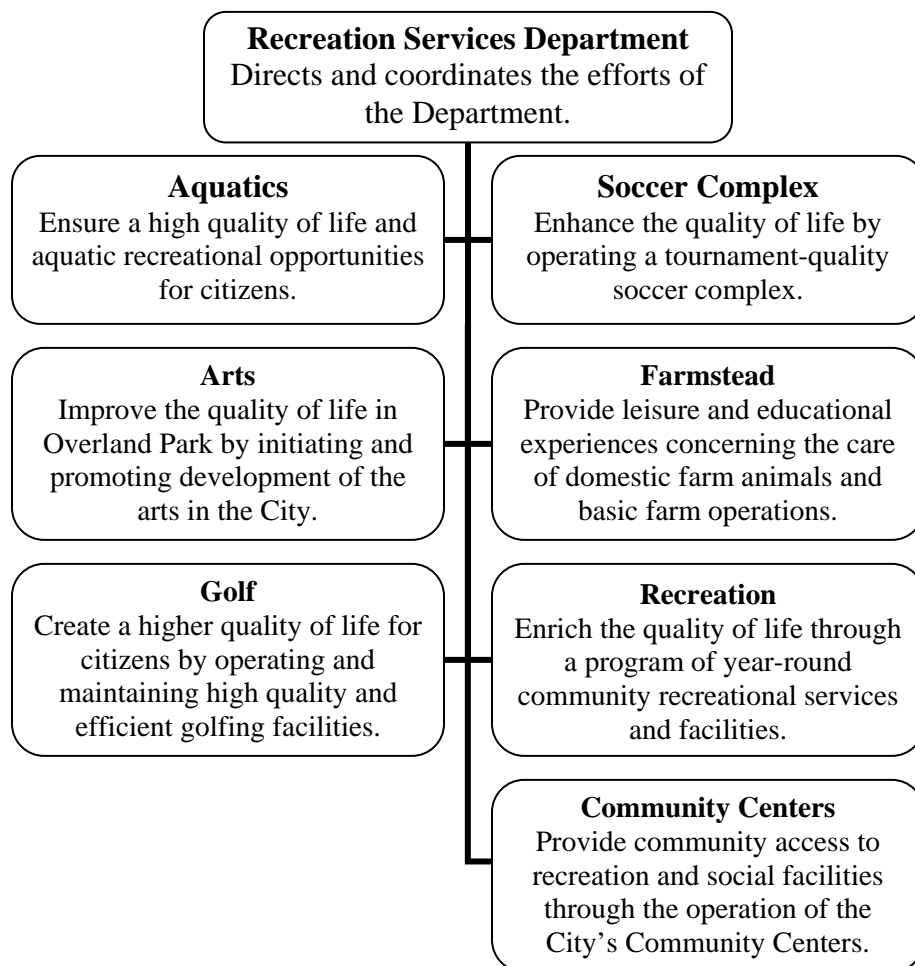 Recreation Services Department
Directs and coordinates the efforts of
the Department.
Aquatics
Ensure a high quality of life and
aquatic recreational opportunities
for citizens.
Soccer Complex
Enhance the quality of life by
operating a tournament-quality
soccer complex.
Arts
Improve the quality of life in
Overland Park by initiating and
promoting development of the
arts in the City.
Farmstead
Provide leisure and educational
experiences concerning the care
of domestic farm animals and
basic farm operations.
Golf
Create a higher quality of life for
citizens by operating and
maintaining high quality and
efficient golfing facilities.
Recreation
Enrich the quality of life through
a program of year-round
community recreational services
and facilities.
Community Centers
Provide community access to
recreation and social facilities
through the operation of the
City’s Community Centers.